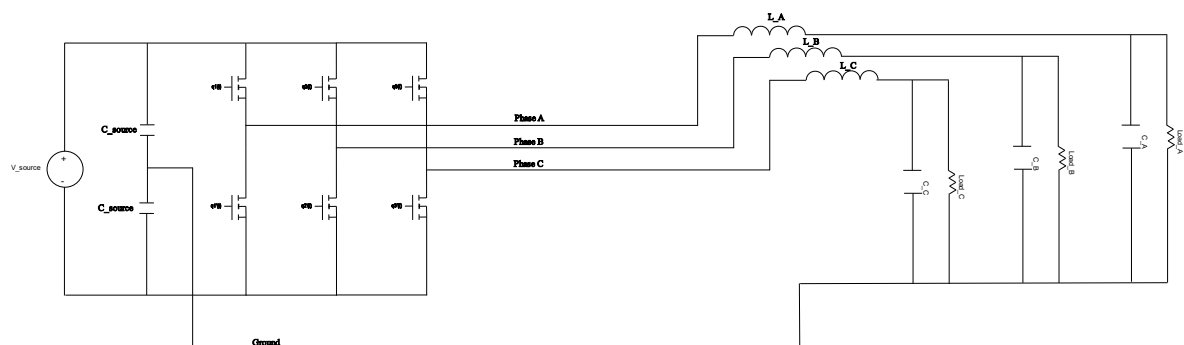 L_A
L_B
L_C
Phase A
Phase B
Phase C
C_source
C_source
V_source
+
-
C_C
Load_C
C_B
Load_B
C_A
Load_A
Ground